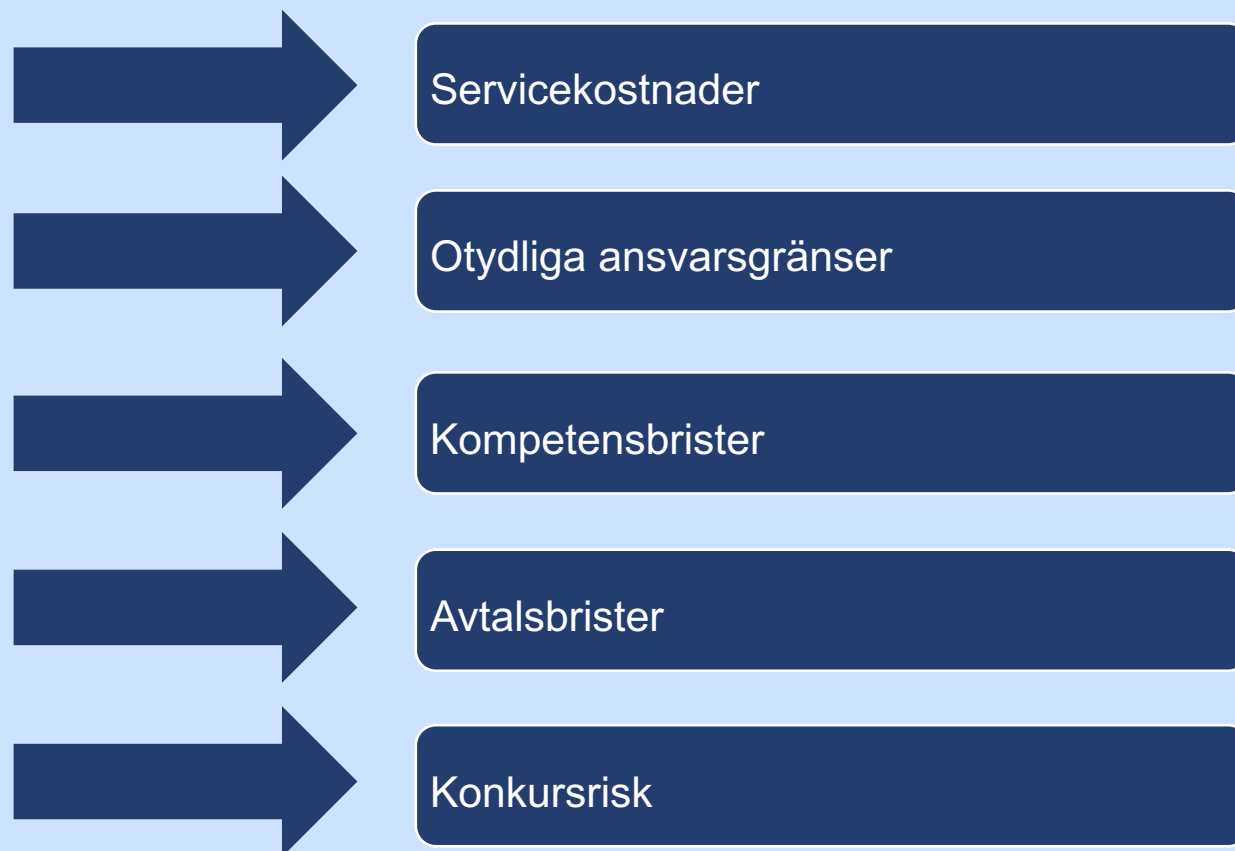 Servicekostnader
Otydliga ansvarsgränser
Kompetensbrister
Avtalsbrister
Konkursrisk